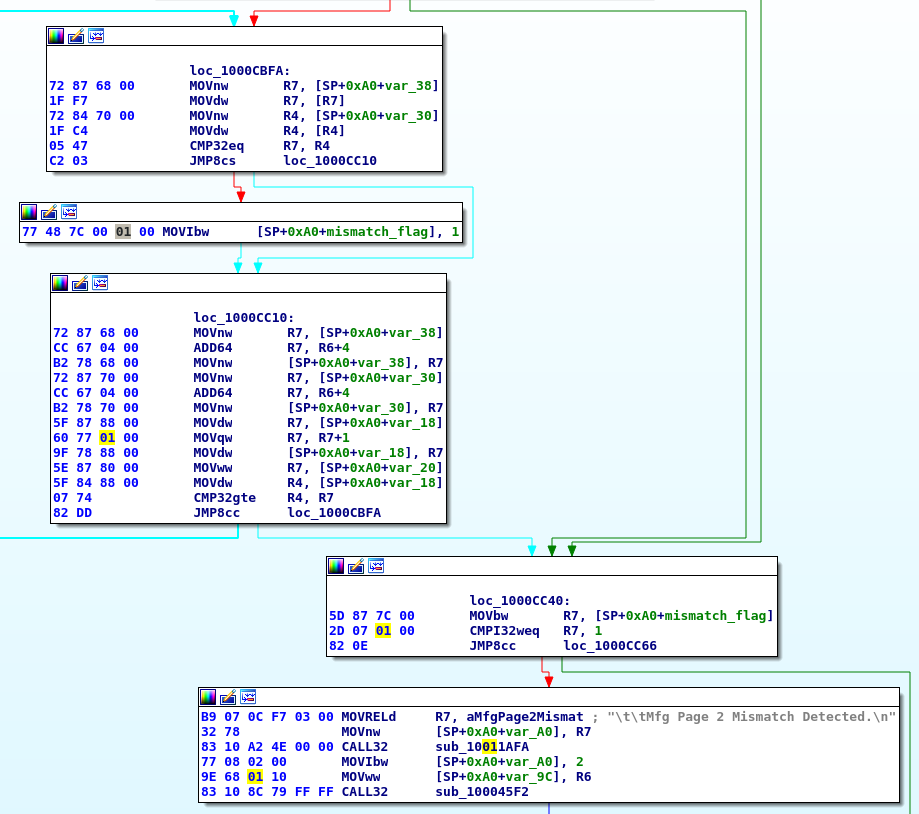 loc_1000CBFA:
72 87 68 00 MOVnw R7, [SP+0xA0+var_38]
1F F7 MOVdw R7, [R7]
72 84 70 00 MOVnw R4, [SP+0xA0+var_30]
1F C4 MOVdw R4, [R4]
05 47 CMP32eq R7, R4
C2 03 JMP8cs loc_1000CC10
77 48 7C 00 01 00 MOVIbw [SP+0xA0+mismatch_flag], 1
loc_1000CC10:
72 87 68 00 MOVnw R7, [SP+0xA0+var_38]
CC 67 04 00 ADD64 R7, R6+4
B2 78 68 00 MOVnw [SP+0xA0+var_38], R7
72 87 70 00 MOVnw R7, [SP+0xA0+var_30]
CC 67 04 00 ADD64 R7, R6+4
B2 78 70 00 MOVnw [SP+0xA0+var_30], R7
5F 87 88 00 MOVdw R7, [SP+0xA0+var_18]
60 77 01 00 MOVqw R7, R7+1
9F 78 88 00 MOVdw [SP+0xA0+var_18], R7
5E 87 80 00 MOVww R7, [SP+0xA0+var_20]
5F 84 88 00 MOVdw R4, [SP+0xA0+var_18]
07 74 CMP32gte R4, R7
82 DD JMP8cc loc_1000CBFA
loc_1000CC40:
5D 87 7C 00 MOVbw R7, [SP+0xA0+mismatch_flag]
2D 07 01 00 CMPI32weq R7, 1
82 0E JMP8cc loc_1000CC66
B9 07 0C F7 03 00 MOVRELd R7, aMfgPage2Mismat ; "\t\tMfg Page 2 Mismatch Detected.\n"
32 78 MOVnw [SP+0xA0+var_A0], R7
83 10 A2 4E 00 00 CALL32 sub_10011AFA
77 08 02 00 MOVIbw [SP+0xA0+var_A0], 2
9E 68 01 10 MOVww [SP+0xA0+var_9C], R6
83 10 8C 79 FF FF CALL32 sub_100045F2